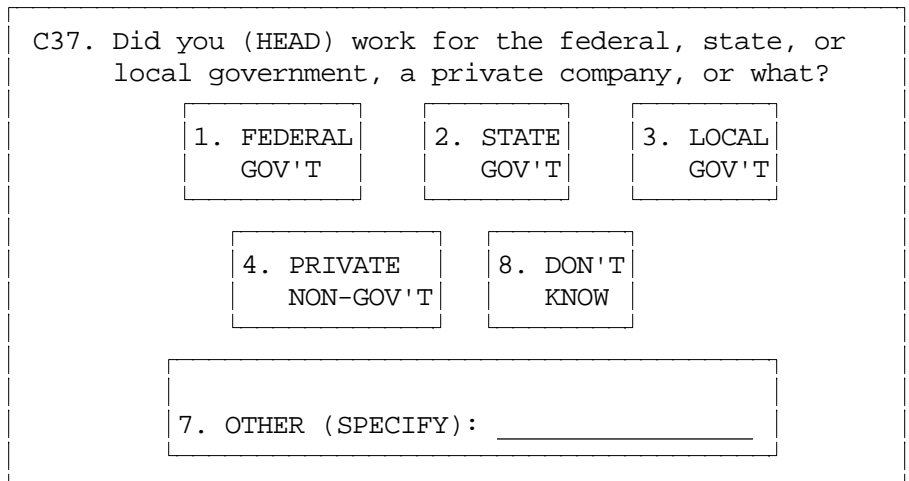 C37. Did you (HEAD) work for the federal, state, or
local government, a private company, or what?
1. FEDERAL 2. STATE 3. LOCAL
GOV'T GOV'T GOV'T
4. PRIVATE 8. DON'T
NON-GOV'T KNOW
7. OTHER (SPECIFY):